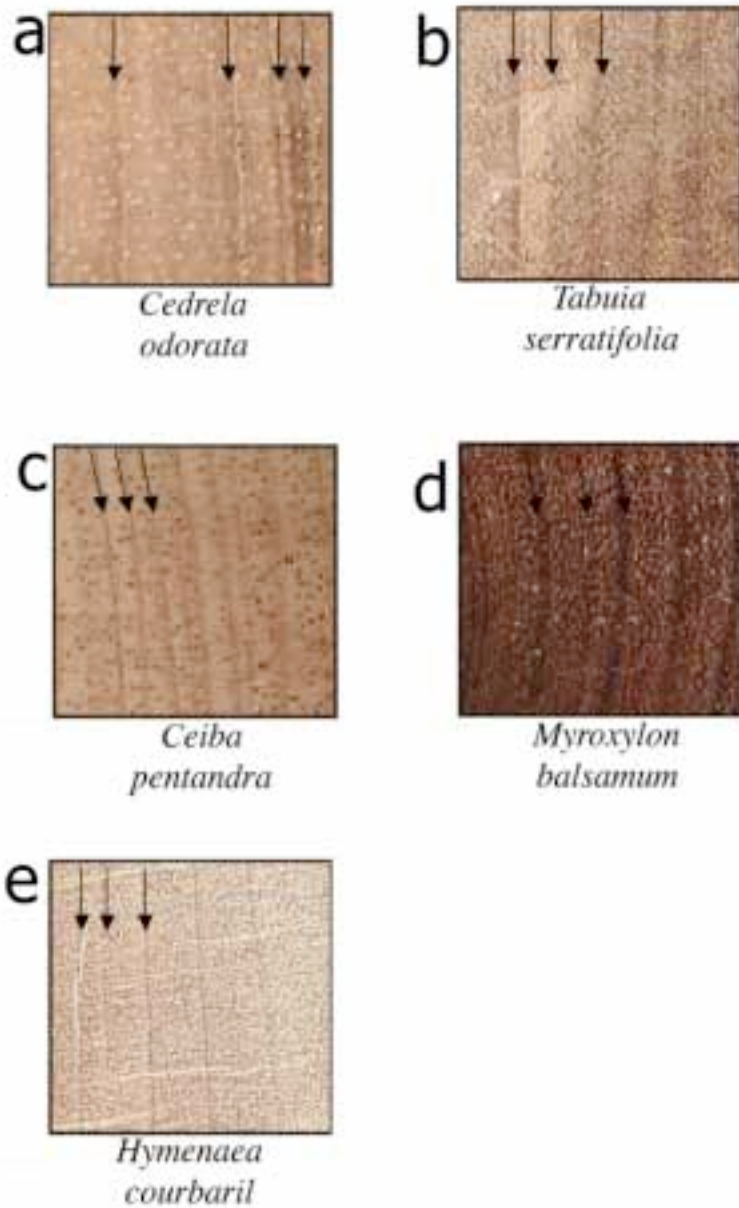 a
Cedrela
odorata
b
Tabuia
serratifolia
c
Ceiba
pentandra
d
Myroxylon
balsamum
e
Hymenaea
courbaril